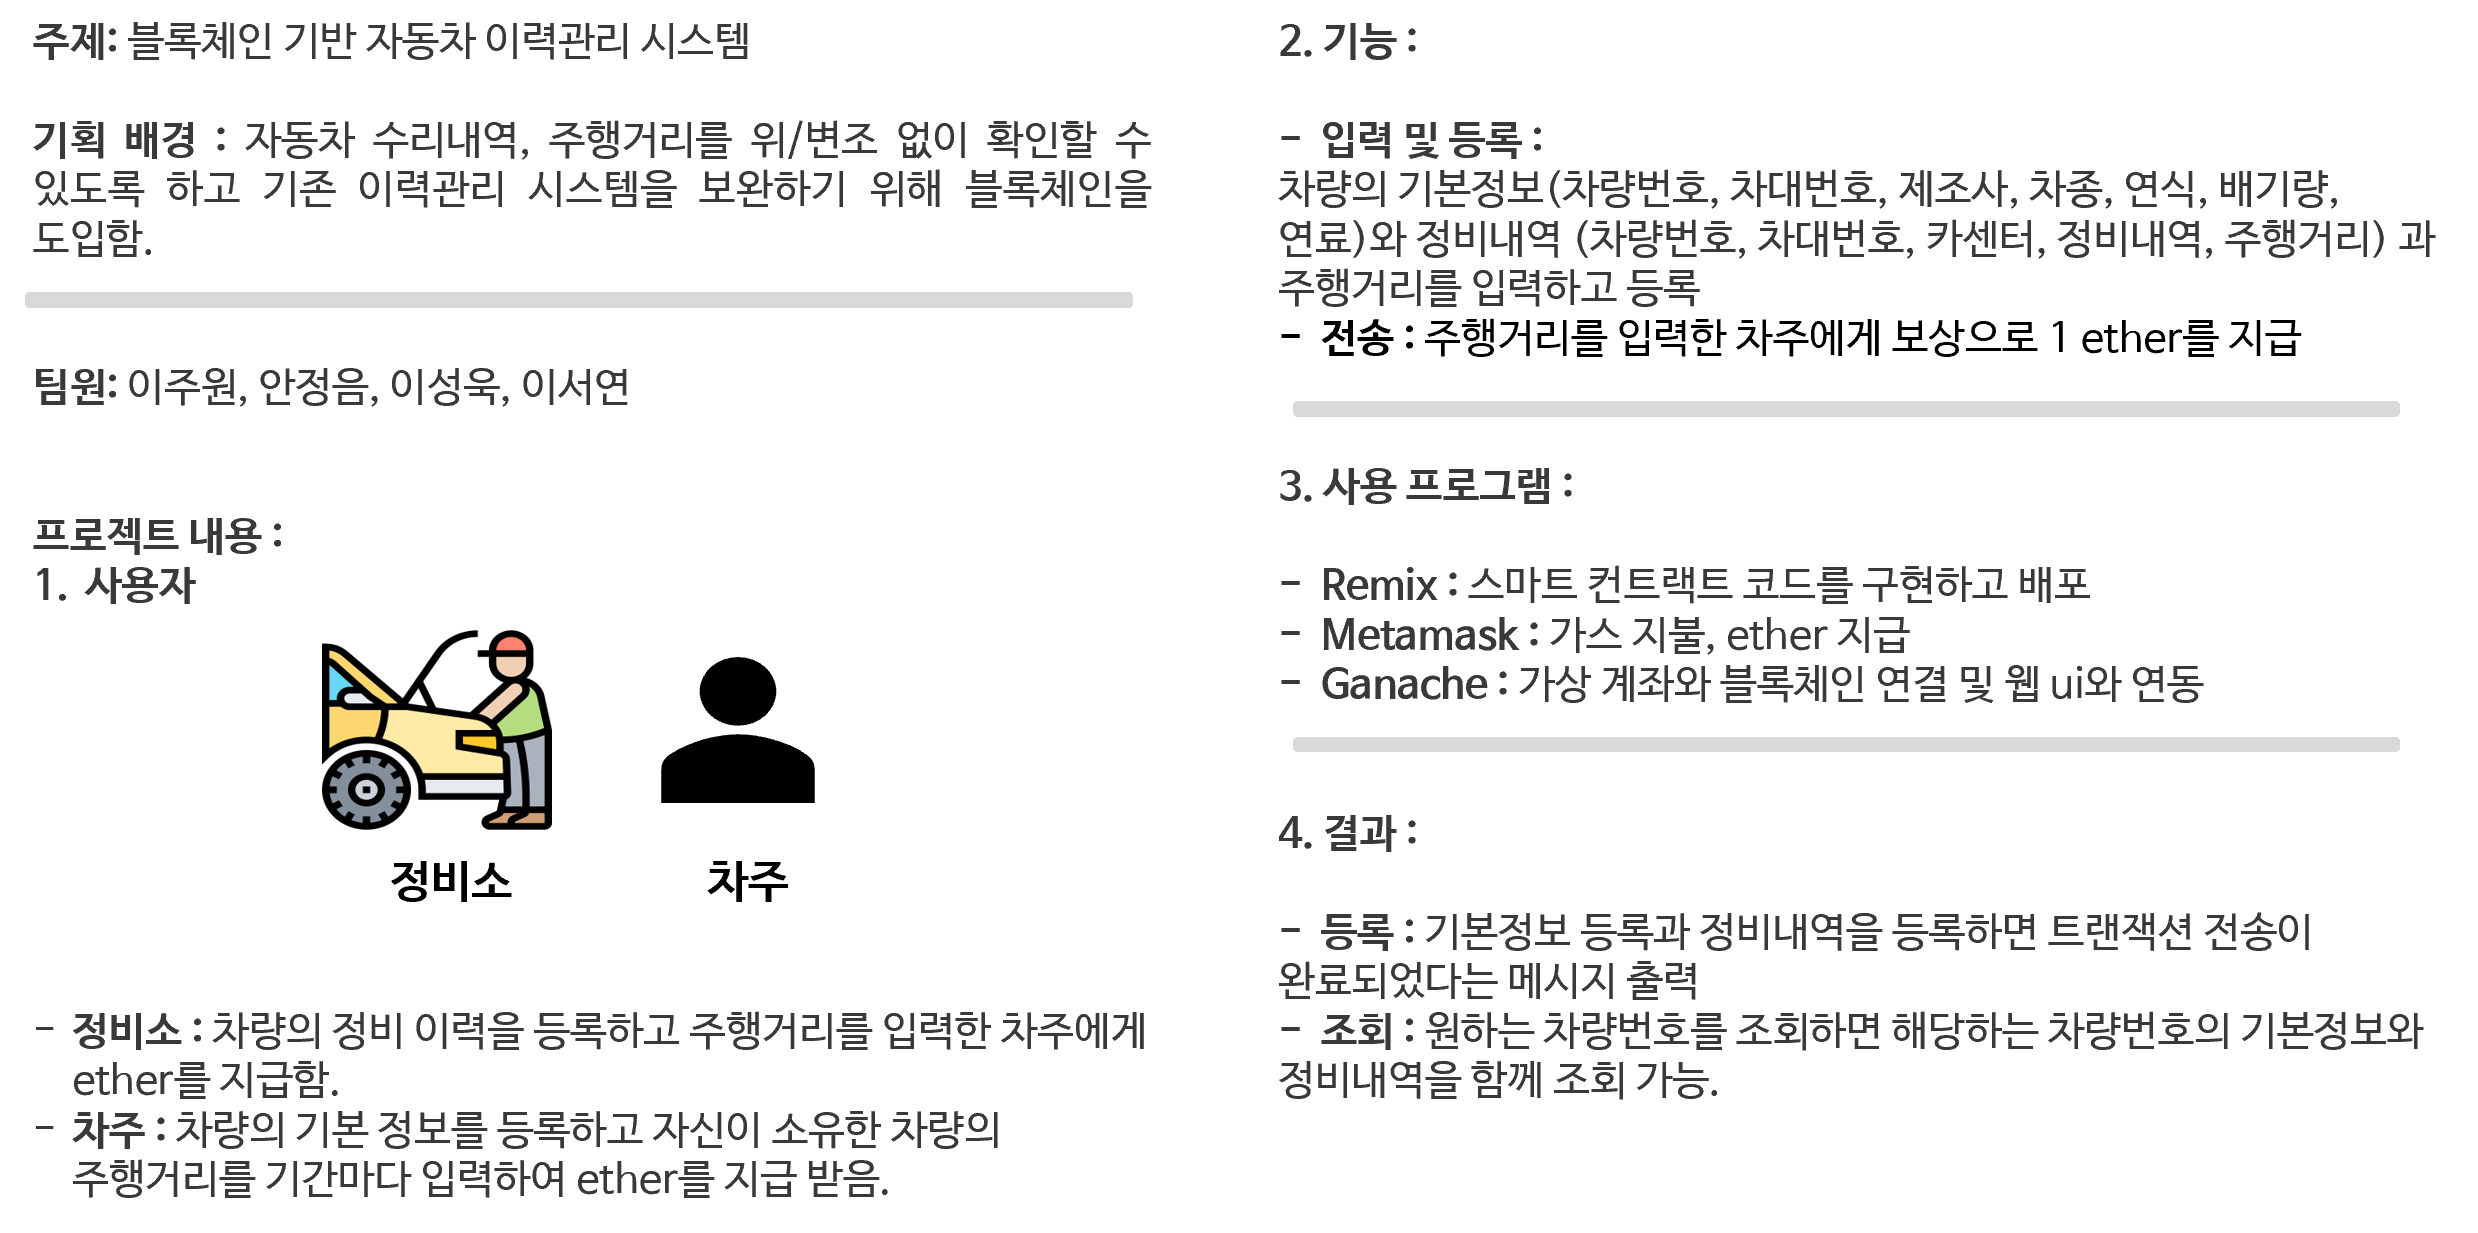 주제: 블록체인 기반 자동차 이력관리 시스템
기획 배경 : 자동차 수리내역, 주행거리를 위/변조 없이 확인할 수
있도록 하고 기존 이력관리 시스템을 보완하기 위해 블록체인을
도입함.
팀원: 이주원, 안정음, 이성욱, 이서연
프로젝트 내용 :
1. 사용자
정비소
차주
- 정비소 : 차량의 정비 이력을 등록하고 주행거리를 입력한 차주에게
ether를 지급함.
- 차주 : 차량의 기본 정보를 등록하고 자신이 소유한 차량의
주행거리를 기간마다 입력하여 ether를 지급 받음.
2. 기능 :
- 입력 및 등록 :
차량의 기본정보(차량번호, 차대번호, 제조사, 차종, 연식, 배기량,
연료)와 정비내역 (차량번호, 차대번호, 카센터, 정비내역, 주행거리) 과
주행거리를 입력하고 등록
- 전송 : 주행거리를 입력한 차주에게 보상으로 1 ether를 지급
3. 사용 프로그램 :
- Remix : 스마트 컨트랙트 코드를 구현하고 배포
- Metamask : 가스 지불, ether 지급
- Ganache : 가상 계좌와 블록체인 연결 및 웹 ui와 연동
4. 결과 :
- 등록 : 기본정보 등록과 정비내역을 등록하면 트랜잭션 전송이
완료되었다는 메시지 출력
- 조회 : 원하는 차량번호를 조회하면 해당하는 차량번호의 기본정보와
정비내역을 함께 조회 가능.